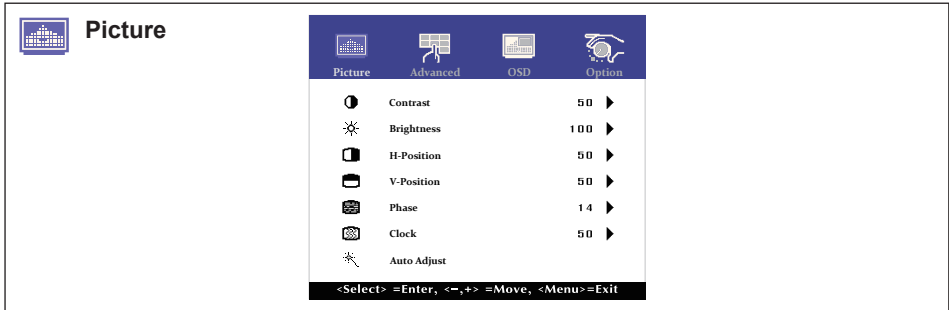 Picture
Picture Advanced OSD Option
Contrast 50
Brightness 100
H-Position 50
V-Position 50
Phase 14
Clock 50
Auto Adjust
<Select> =Enter, <−,+> =Move, <Menu>=Exit